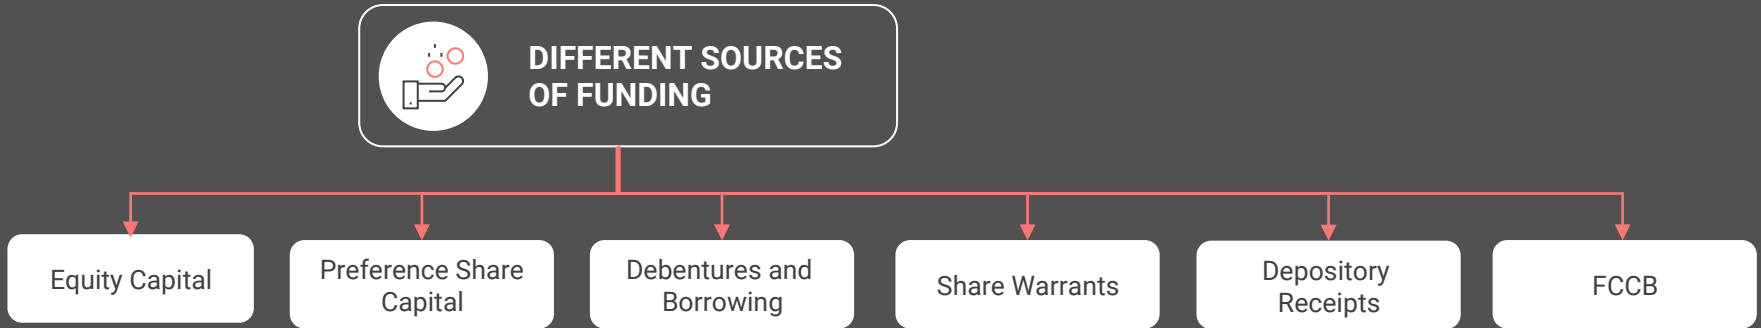 DIFFERENT SOURCES
OF FUNDING
Equity Capital
Preference Share
Capital
Debentures and
Borrowing
Share Warrants
Depository
Receipts
FCCB